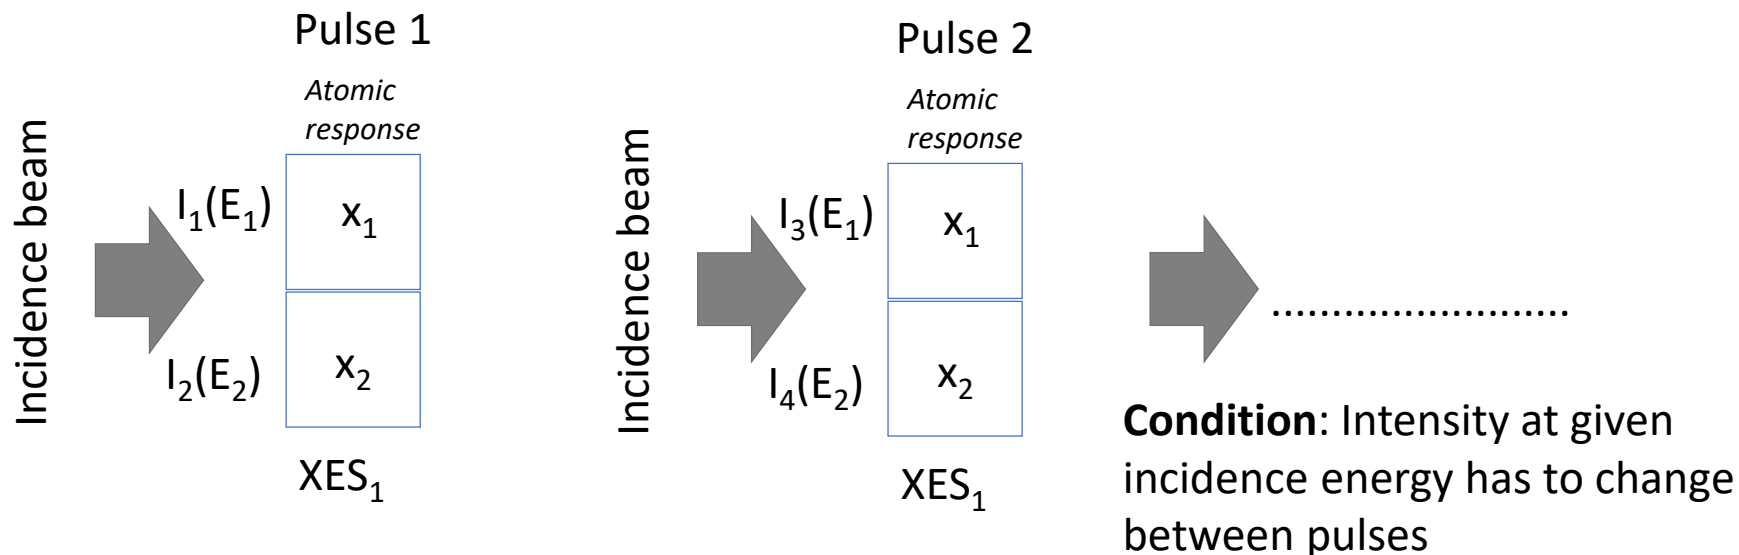 Pulse 1
Atomic
response
Incidence beam
I₁(E₁)
x₁
I₂(E₂)
x₂
XES₁
Pulse 2
Atomic
response
Incidence beam
I₃(E₁)
x₁
I₄(E₂)
x₂
XES₁
.........................
Condition: Intensity at given
incidence energy has to change
between pulses